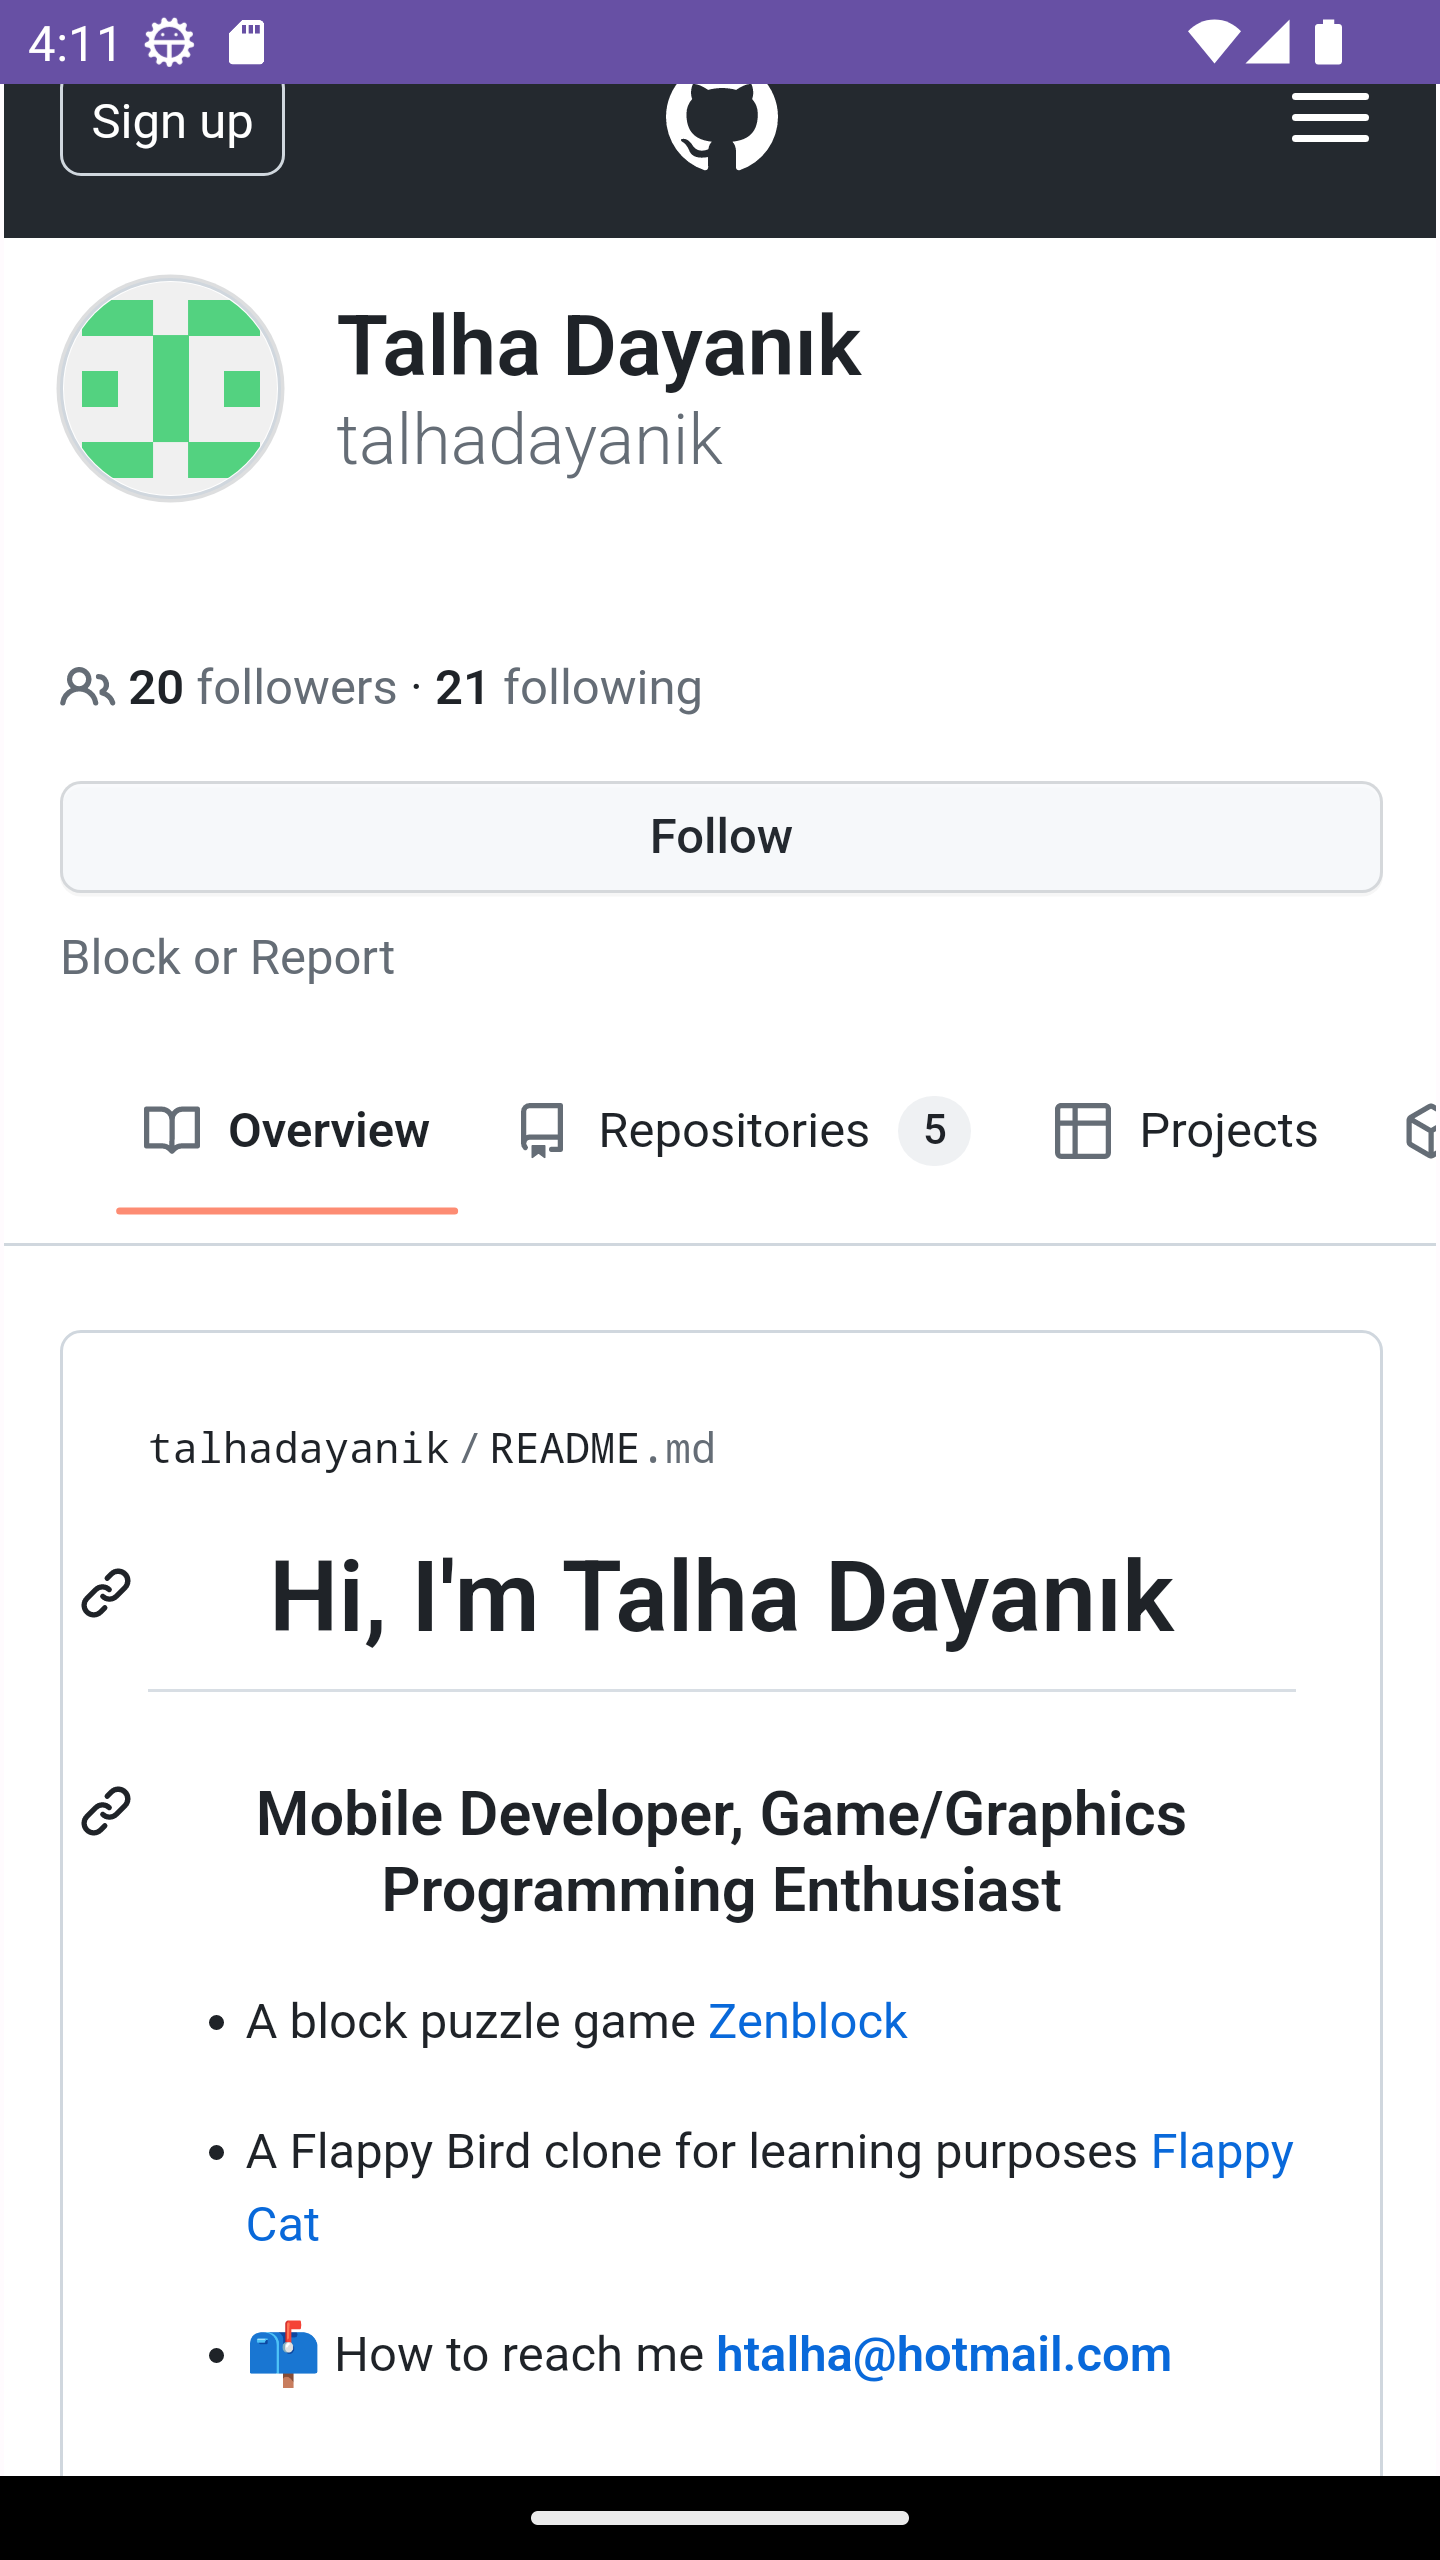 4:11
Sign up
Talha Dayanık
talhadayanik
20 followers · 21 following
Follow
Block or Report
Overview Repositories 5 Projects
talhadayanik/README.md
Hi, I'm Talha Dayanık
Mobile Developer, Game/Graphics
Programming Enthusiast
• A block puzzle game Zenblock
• A Flappy Bird clone for learning purposes Flappy
Cat
• 📫 How to reach me htalha@hotmail.com